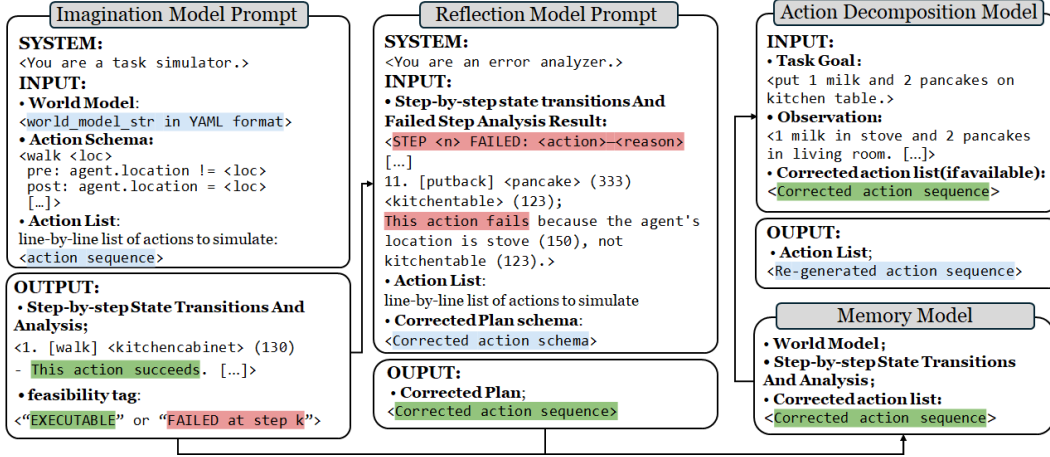 Imagination Model Prompt
SYSTEM:
<You are a task simulator.>
INPUT:
• World Model:
<world_model_str in YAML format>
• Action Schema:
<walk <loc>
pre: agent.location != <loc>
post: agent.location = <loc>
[…]>
• Action List:
line-by-line list of actions to simulate:
<action sequence>
OUTPUT:
• Step-by-step State Transitions And
Analysis;
<1. [walk] <kitchencabinet> (130)
- This action succeeds. […]>
• feasibility tag:
<“EXECUTABLE” or “FAILED at step k”>
Reflection Model Prompt
SYSTEM:
<You are an error analyzer.>
INPUT:
• Step-by-step state transitions And
Failed Step Analysis Result:
<STEP <n> FAILED: <action>—<reason>
[…]
11. [putback] <pancake> (333)
<kitchentable> (123);
This action fails because the agent's
location is stove (150), not
kitchentable (123).>
• Action List:
line-by-line list of actions to simulate
• Corrected Plan schema:
<Corrected action schema>
OUPUT:
• Corrected Plan;
<Corrected action sequence>
Action Decomposition Model
INPUT:
• Task Goal:
<put 1 milk and 2 pancakes on
kitchen table.>
• Observation:
<1 milk in stove and 2 pancakes
in living room. […]>
• Corrected action list(if available):
<Corrected action sequence>
OUPUT:
• Action List;
<Re-generated action sequence>
Memory Model
• World Model;
• Step-by-step State Transitions
And Analysis;
• Corrected action list:
<Corrected action sequence>